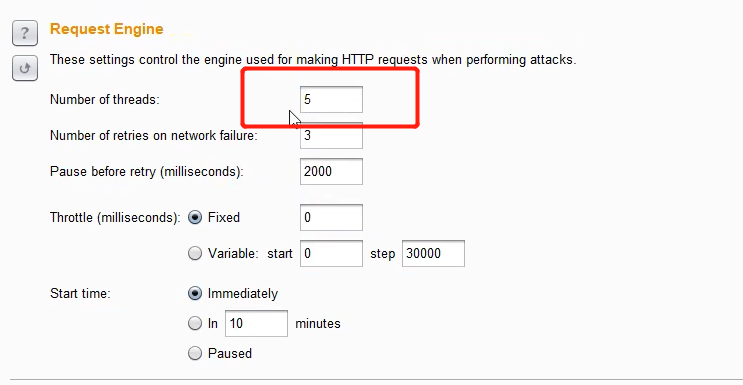 ?
Request Engine
These settings control the engine used for making HTTP requests when performing attacks.
Number of threads: 5
Number of retries on network failure: 3
Pause before retry (milliseconds): 2000
Throttle (milliseconds): Fixed 0
Variable: start 0 step 30000
Start time: Immediately
In 10 minutes
Paused